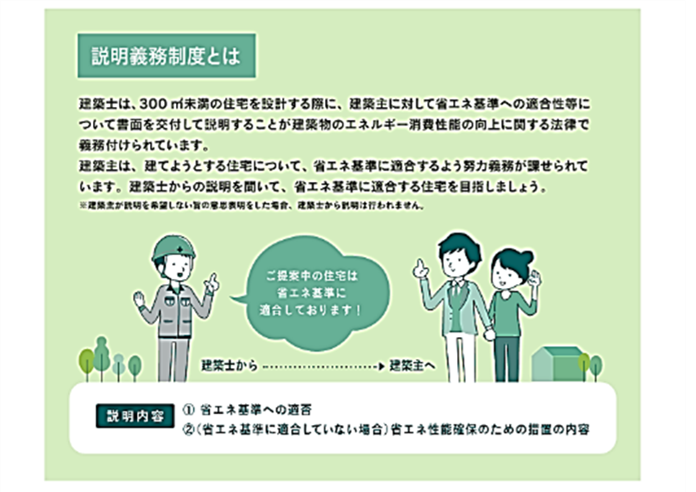 説明義務制度とは
建築士は、300㎡未満の住宅を設計する際に、建築主に対して省エネ基準への適合性等に
ついて書面を交付して説明することが建築物のエネルギー消費性能の向上に関する法律で
義務付けられています。
建築主は、建てようとする住宅について、省エネ基準に適合するよう努力義務が課せられて
います。建築士からの説明を聞いて、省エネ基準に適合する住宅を目指しましょう。
※建築主が説明を希望しない旨の意思表明をした場合、建築士から説明は行われません。
ご提案中の住宅は
省エネ基準に
適合しております！
建築士から 建築主へ
説明内容
① 省エネ基準への適否
②（省エネ基準に適合していない場合）省エネ性能確保のための措置の内容